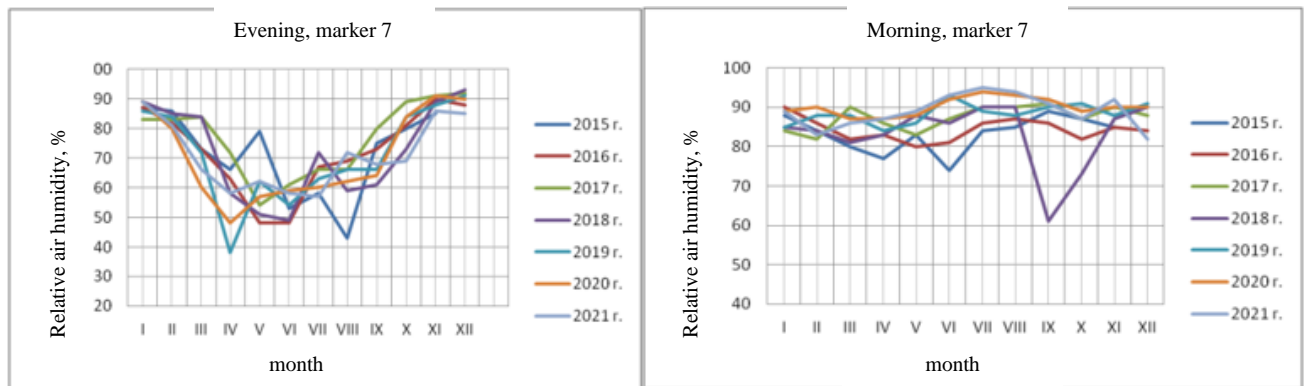 Evening, marker 7
Relative air humidity, %
00
90
80
70
60
50
40
30
20
I II III IV V VI VII VIII IX X XI XII
month
2015 г.
2016 г.
2017 г.
2018 г.
2019 г.
2020 г.
2021 г.
Morning, marker 7
Relative air humidity, %
100
90
80
70
60
50
40
I II III IV V VI VII VIII IX X XI XII
month
2015 г.
2016 г.
2017 г.
2018 г.
2019 г.
2020 г.
2021 г.